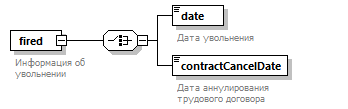 fired
Информация об
увольнении
date
Дата увольнения
contractCancelDate
Дата аннулирования
трудового договора